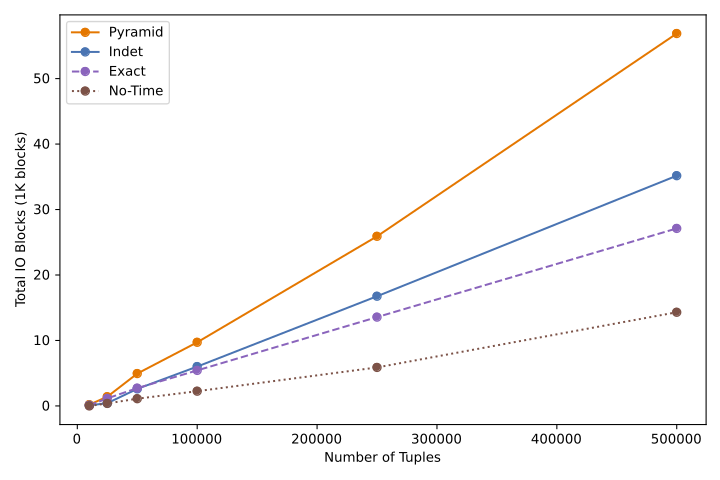 Pyramid
Indet
Exact
No-Time
Total IO Blocks (1K blocks)
50
40
30
20
10
0
0 100000 200000 300000 400000 500000
Number of Tuples